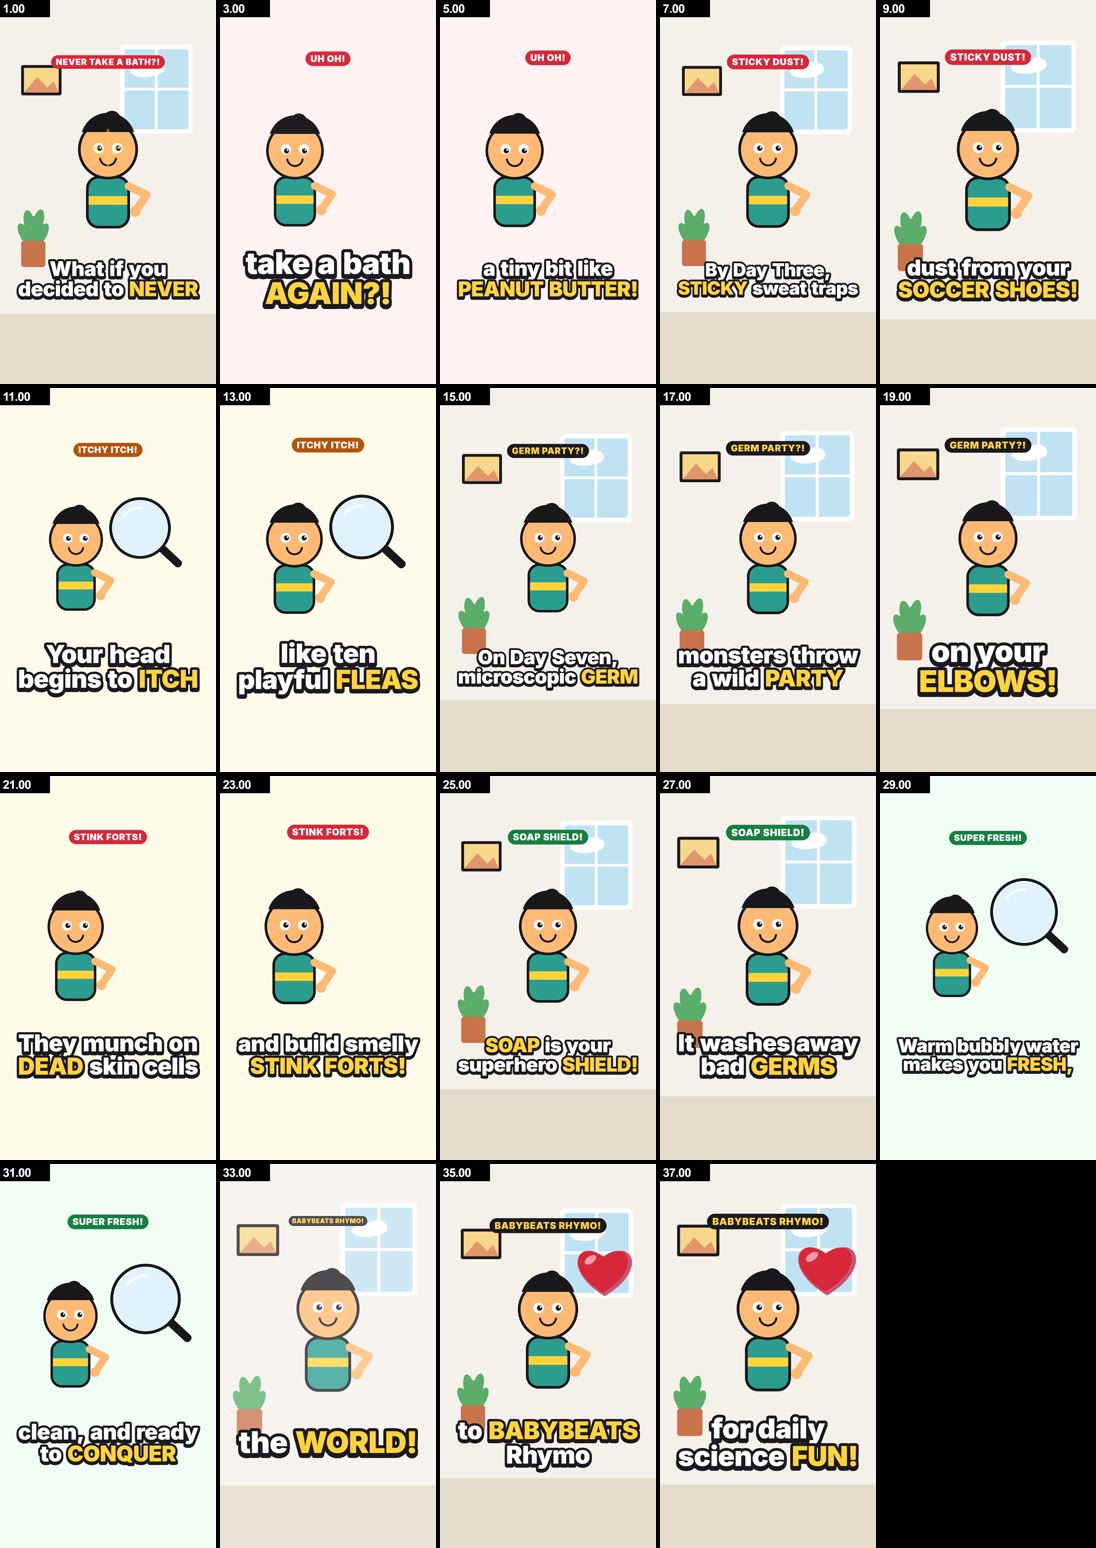 1.00
NEVER TAKE A BATH?!
What if you
decided to NEVER
3.00
UH OH!
take a bath
AGAIN?!
5.00
UH OH!
a tiny bit like
PEANUT BUTTER!
7.00
STICKY DUST!
By Day Three,
STICKY sweat traps
9.00
STICKY DUST!
dust from your
SOCCER SHOES!
11.00
ITCHY ITCH!
Your head
begins to ITCH
13.00
ITCHY ITCH!
like ten
playful FLEAS
15.00
GERM PARTY?!
On Day Seven,
microscopic GERM
17.00
GERM PARTY?!
monsters throw
a wild PARTY
19.00
GERM PARTY?!
on your
ELBOWS!
21.00
STINK FORTS!
They munch on
DEAD skin cells
23.00
STINK FORTS!
and build smelly
STINK FORTS!
25.00
SOAP SHIELD!
SOAP is your
superhero SHIELD!
27.00
SOAP SHIELD!
It washes away
bad GERMS
29.00
SUPER FRESH!
Warm bubbly water
makes you FRESH,
31.00
SUPER FRESH!
clean, and ready
to CONQUER
33.00
BABYBEATS RHYMO!
the WORLD!
35.00
BABYBEATS RHYMO!
to BABYBEATS
Rhymo
37.00
BABYBEATS RHYMO!
for daily
science FUN!